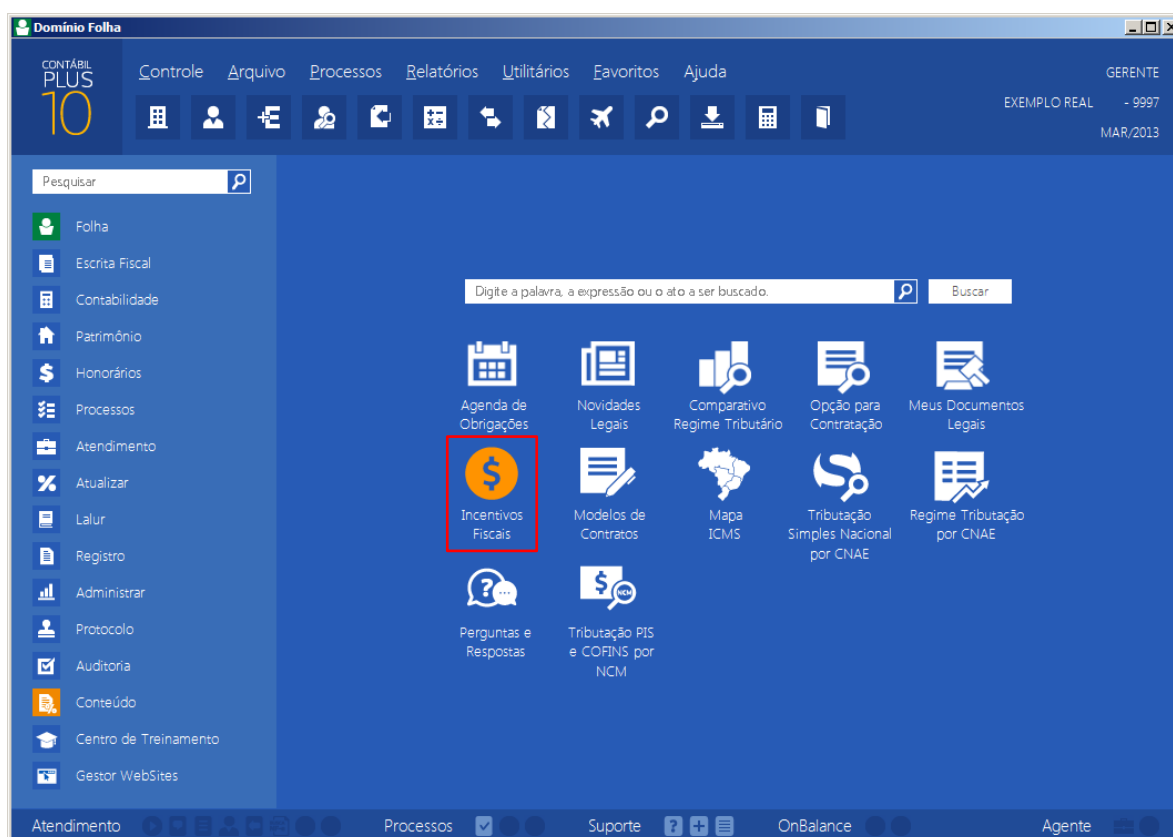 Domínio Folha
CONTÁBIL
PLUS
10
Controle Arquivo Processos Relatórios Utilitários Favoritos Ajuda
GERENTE
EXEMPLO REAL - 9997
MAR/2013
Pesquisar
Folha
Escrita Fiscal
Contabilidade
Patrimônio
Honorários
Processos
Atendimento
Atualizar
Lalur
Registro
Administrar
Protocolo
Auditoria
Conteúdo
Centro de Treinamento
Gestor WebSites
Digite a palavra, a expressão ou o ato a ser buscado.
Buscar
Agenda de
Obrigações
Novidades
Legais
Comparativo
Regime Tributário
Opção para
Contratação
Meus Documentos
Legais
Incentivos
Fiscais
Modelos de
Contratos
Mapa
ICMS
Tributação
Simples Nacional
por CNAE
Regime Tributação
por CNAE
Perguntas e
Respostas
NCM
Tributação PIS
e COFINS por
NCM
Atendimento Processos Suporte OnBalance Agente